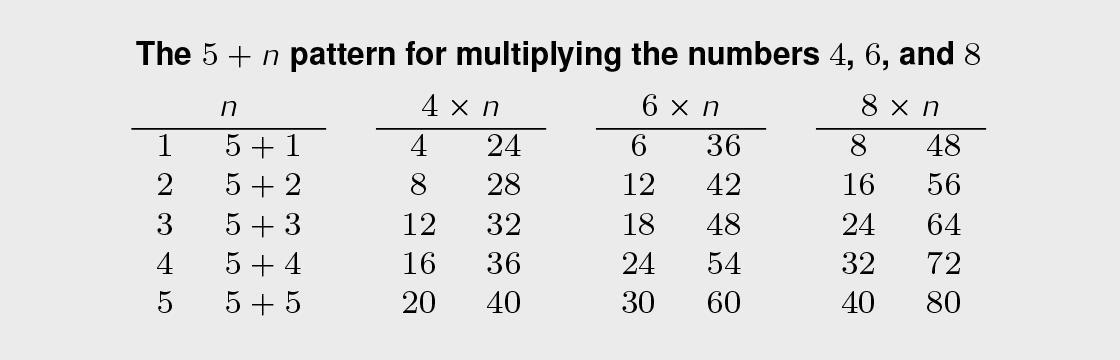 The 5 + n pattern for multiplying the numbers 4, 6, and 8
n 4 × n 6 × n 8 × n
1 5 + 1 4 24 6 36 8 48
2 5 + 2 8 28 12 42 16 56
3 5 + 3 12 32 18 48 24 64
4 5 + 4 16 36 24 54 32 72
5 5 + 5 20 40 30 60 40 80